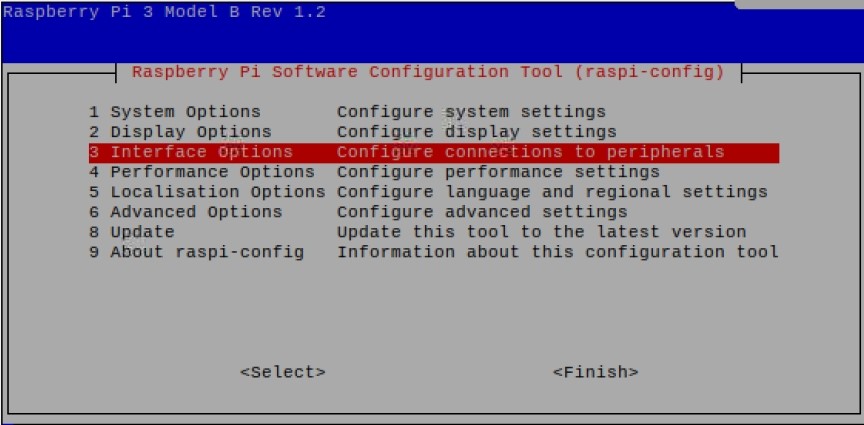 Raspberry Pi 3 Model B Rev 1.2
Raspberry Pi Software Configuration Tool (raspi-config)
1 System Options Configure system settings
2 Display Options Configure display settings
3 Interface Options Configure connections to peripherals
4 Performance Options Configure performance settings
5 Localisation Options Configure language and regional settings
6 Advanced Options Configure advanced settings
8 Update Update this tool to the latest version
9 About raspi-config Information about this configuration tool
<Select> <Finish>